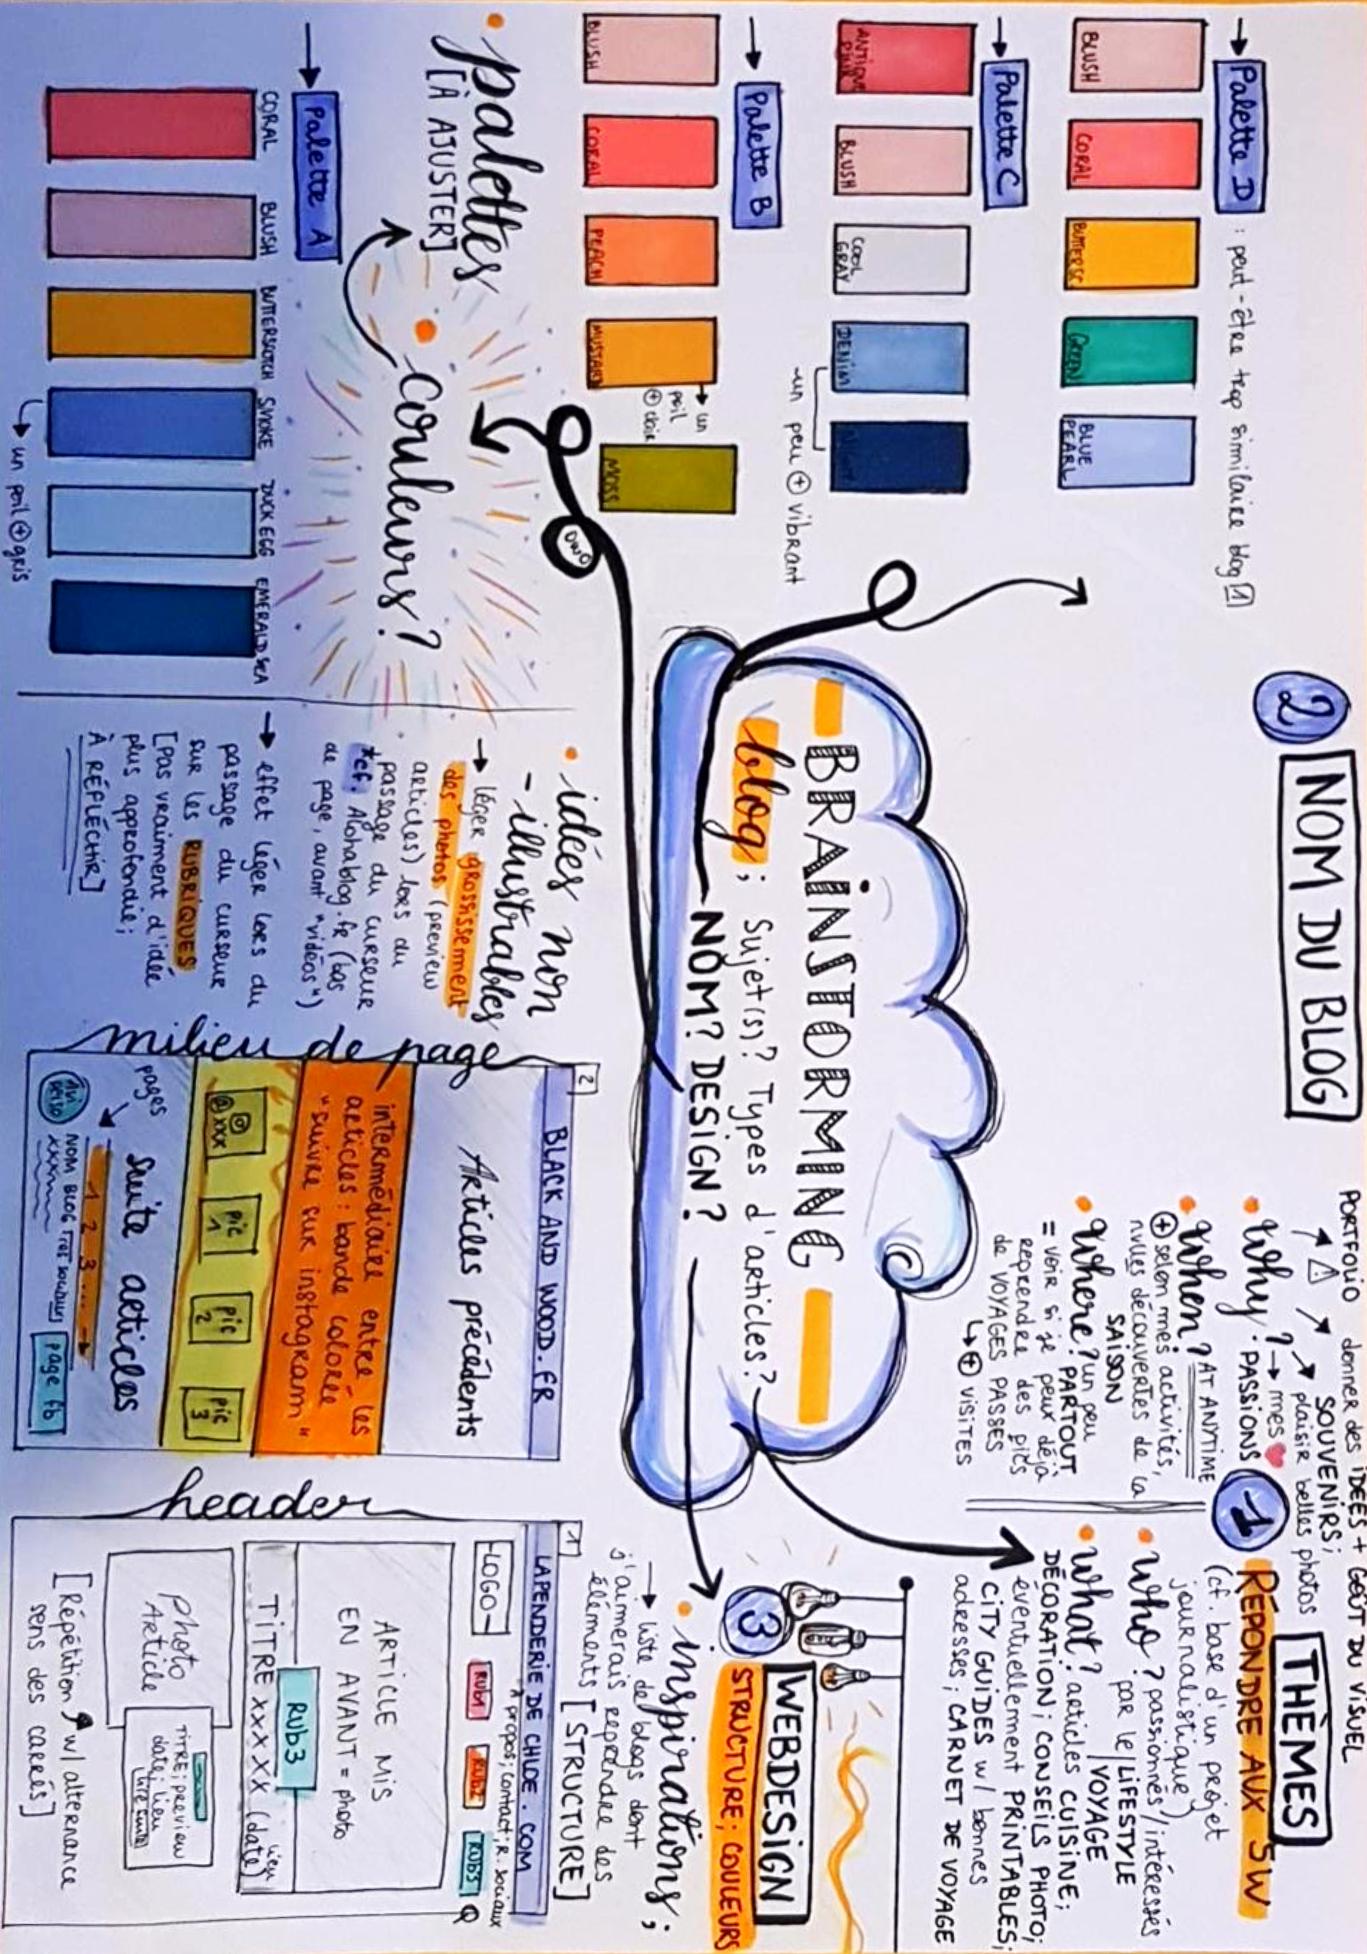 2 NOM DU BLOG
PORTFOLIO donner des IDÉES + GOÛT DU VISUEL
SOUVENIRS;
plaisir belles photos
• Why ? → mes
PASSIONS
• When ? AT ANYTIME
+ selon mes activités,
nvlles découvertes de la
SAISON
• Where ? un peu
PARTOUT
= voir si je peux déjà
reprendre des pics
de VOYAGES PASSÉS
↳ + VISITES
THÈMES
1 RÉPONDRE AUX 5W
(cf. base d'un projet
journalistique)
• Who ? passionnés/intéressés
par le LIFESTYLE
VOYAGE
• What ? articles CUISINE;
DÉCORATION; CONSEILS PHOTO;
éventuellement PRINTABLES;
CITY GUIDES w/ bonnes
adresses; CARNET DE VOYAGE
→ Palette D : peut-être trop similaire blog 1
BLUSH
CORAL
BUTTERSC.
GREEN
BLUE
PEARL
→ Palette C
ANTIQUE
PINK
BLUSH
COOL
GRAY
DENIM
NIGHT
un peu + vibrant
→ Palette B
BLUSH
CORAL
PEACH
MUSTARD
→ un
poil
+ clair
MOSS
BRAINSTORMING
blog; Sujet(s)? Types d'articles?
NOM? DESIGN?
3 WEBDESIGN
STRUCTURE; COULEURS
• inspirations;
→ liste de blogs dont
j'aimerais reprendre des
éléments [STRUCTURE]
• palettes
[À AJUSTER]
• couleurs?
→ Palette A
CORAL
BLUSH
BUTTERSCOTCH
SMOKE
DUCK EGG
EMERALD SEA
↳ un poil + gris
• idées non
- illustrables
→ léger grossissement
des photos (preview
articles) lors du
passage du curseur
*cf. Alohablog.fr (bas
de page, avant "vidéos")
→ effet léger lors du
passage du curseur
sur les RUBRIQUES
[Pas vraiment d'idée
plus approfondie;
À RÉFLÉCHIR]
milieu de page
2
BLACK AND WOOD.FR
Articles précédents
intermédiaire entre les
articles: bande colorée
"suivre sur instagram"
@xxx
pic
1
pic
2
pic
3
pages
suite articles
1 2 3 ... →
NOM BLOG
xxx
page fb
header
1
LAPENDERIE DE CHLOE.COM
À propos; contact; R. sociaux
LOGO
RUB1
RUB2
RUB3
ARTICLE MIS
EN AVANT = photo
RUB3
TITRE xxxxx (date)
lieu
photo
Article
TITRE; preview
date; lieu
lire suite
[Répétition w/ alternance
sens des carrés]